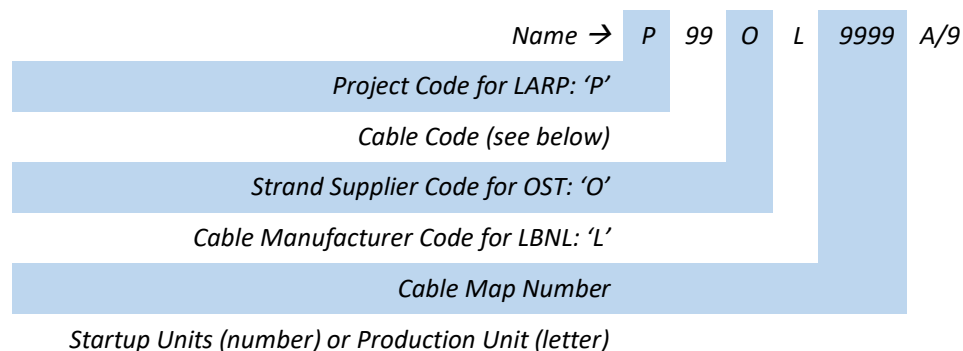 Name → P 99 O L 9999 A/9
Project Code for LARP: ‘P’
Cable Code (see below)
Strand Supplier Code for OST: ‘O’
Cable Manufacturer Code for LBNL: ‘L’
Cable Map Number
Startup Units (number) or Production Unit (letter)